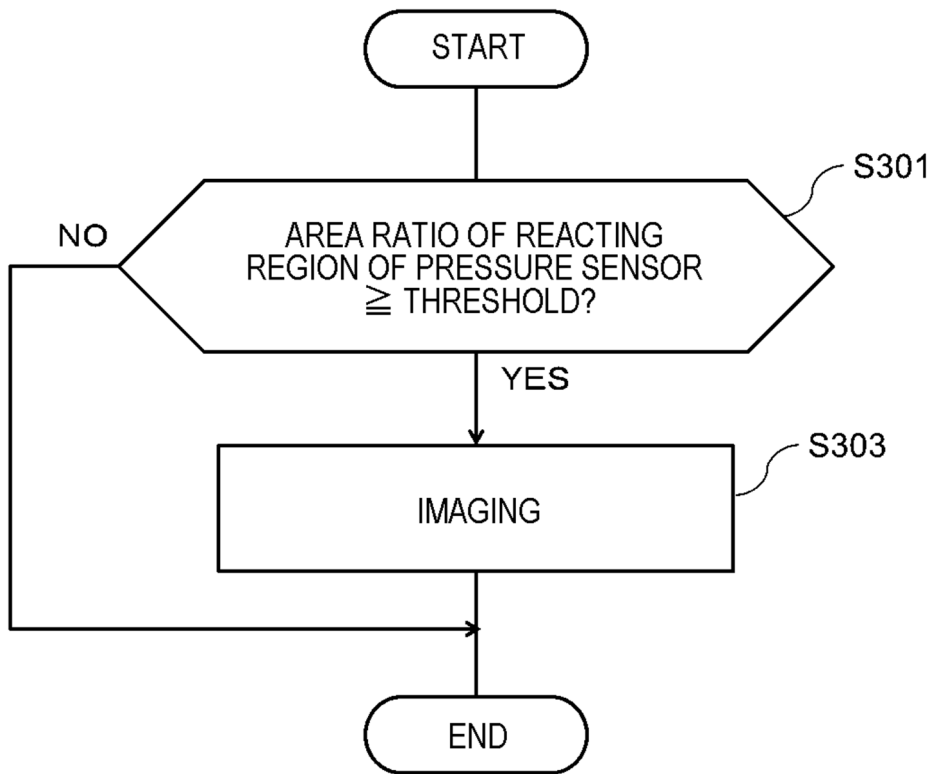 START
S301
NO
AREA RATIO OF REACTING
REGION OF PRESSURE SENSOR
≧ THRESHOLD?
YES
S303
IMAGING
END